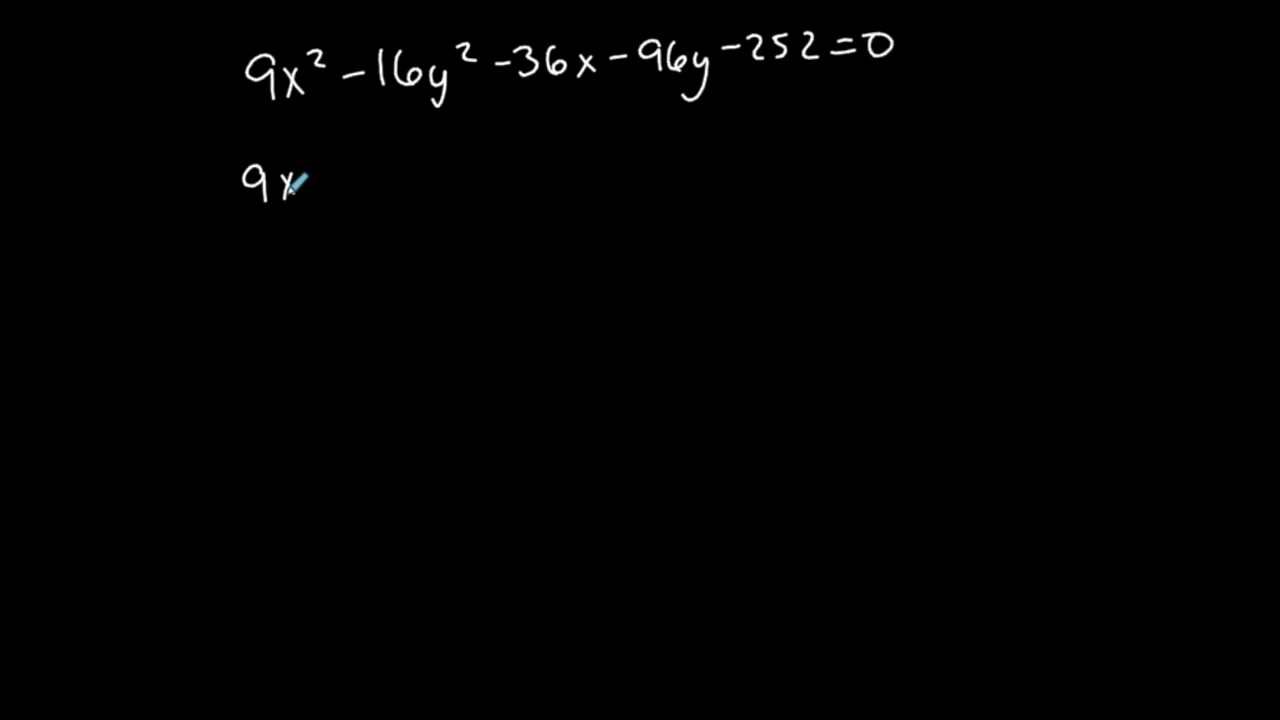 9x² - 16y² - 36x - 96y - 252 = 0
9x